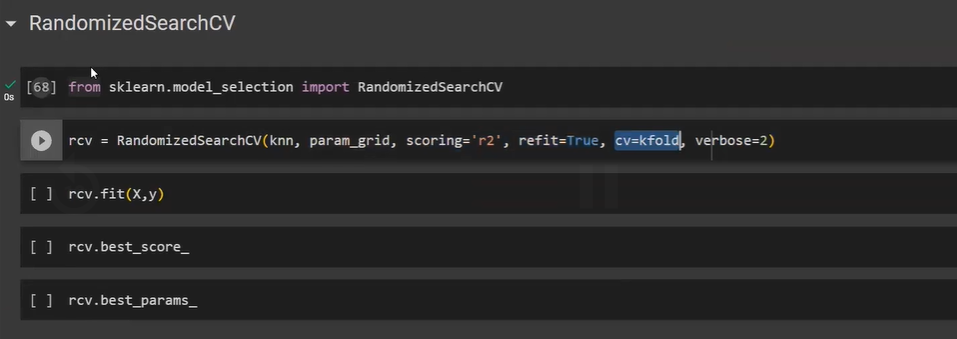 RandomizedSearchCV
[68] from sklearn.model_selection import RandomizedSearchCV
0s
rcv = RandomizedSearchCV(knn, param_grid, scoring='r2', refit=True, cv=kfold, verbose=2)
[ ] rcv.fit(X,y)
[ ] rcv.best_score_
[ ] rcv.best_params_